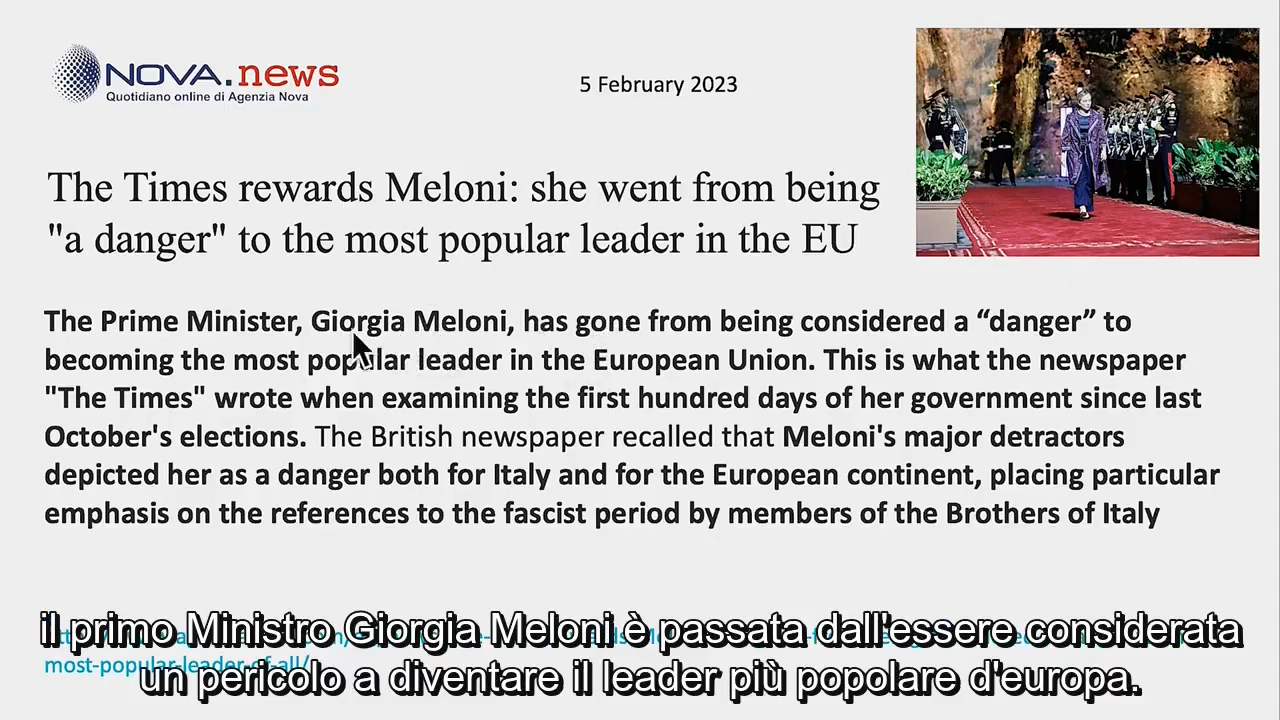 NOVA.news
Quotidiano online di Agenzia Nova
5 February 2023
The Times rewards Meloni: she went from being
"a danger" to the most popular leader in the EU
The Prime Minister, Giorgia Meloni, has gone from being considered a “danger” to
becoming the most popular leader in the European Union. This is what the newspaper
"The Times" wrote when examining the first hundred days of her government since last
October's elections. The British newspaper recalled that Meloni's major detractors
depicted her as a danger both for Italy and for the European continent, placing particular
emphasis on the references to the fascist period by members of the Brothers of Italy
most-popular-leader-of-all/
il primo Ministro Giorgia Meloni è passata dall'essere considerata
un pericolo a diventare il leader più popolare d'europa.